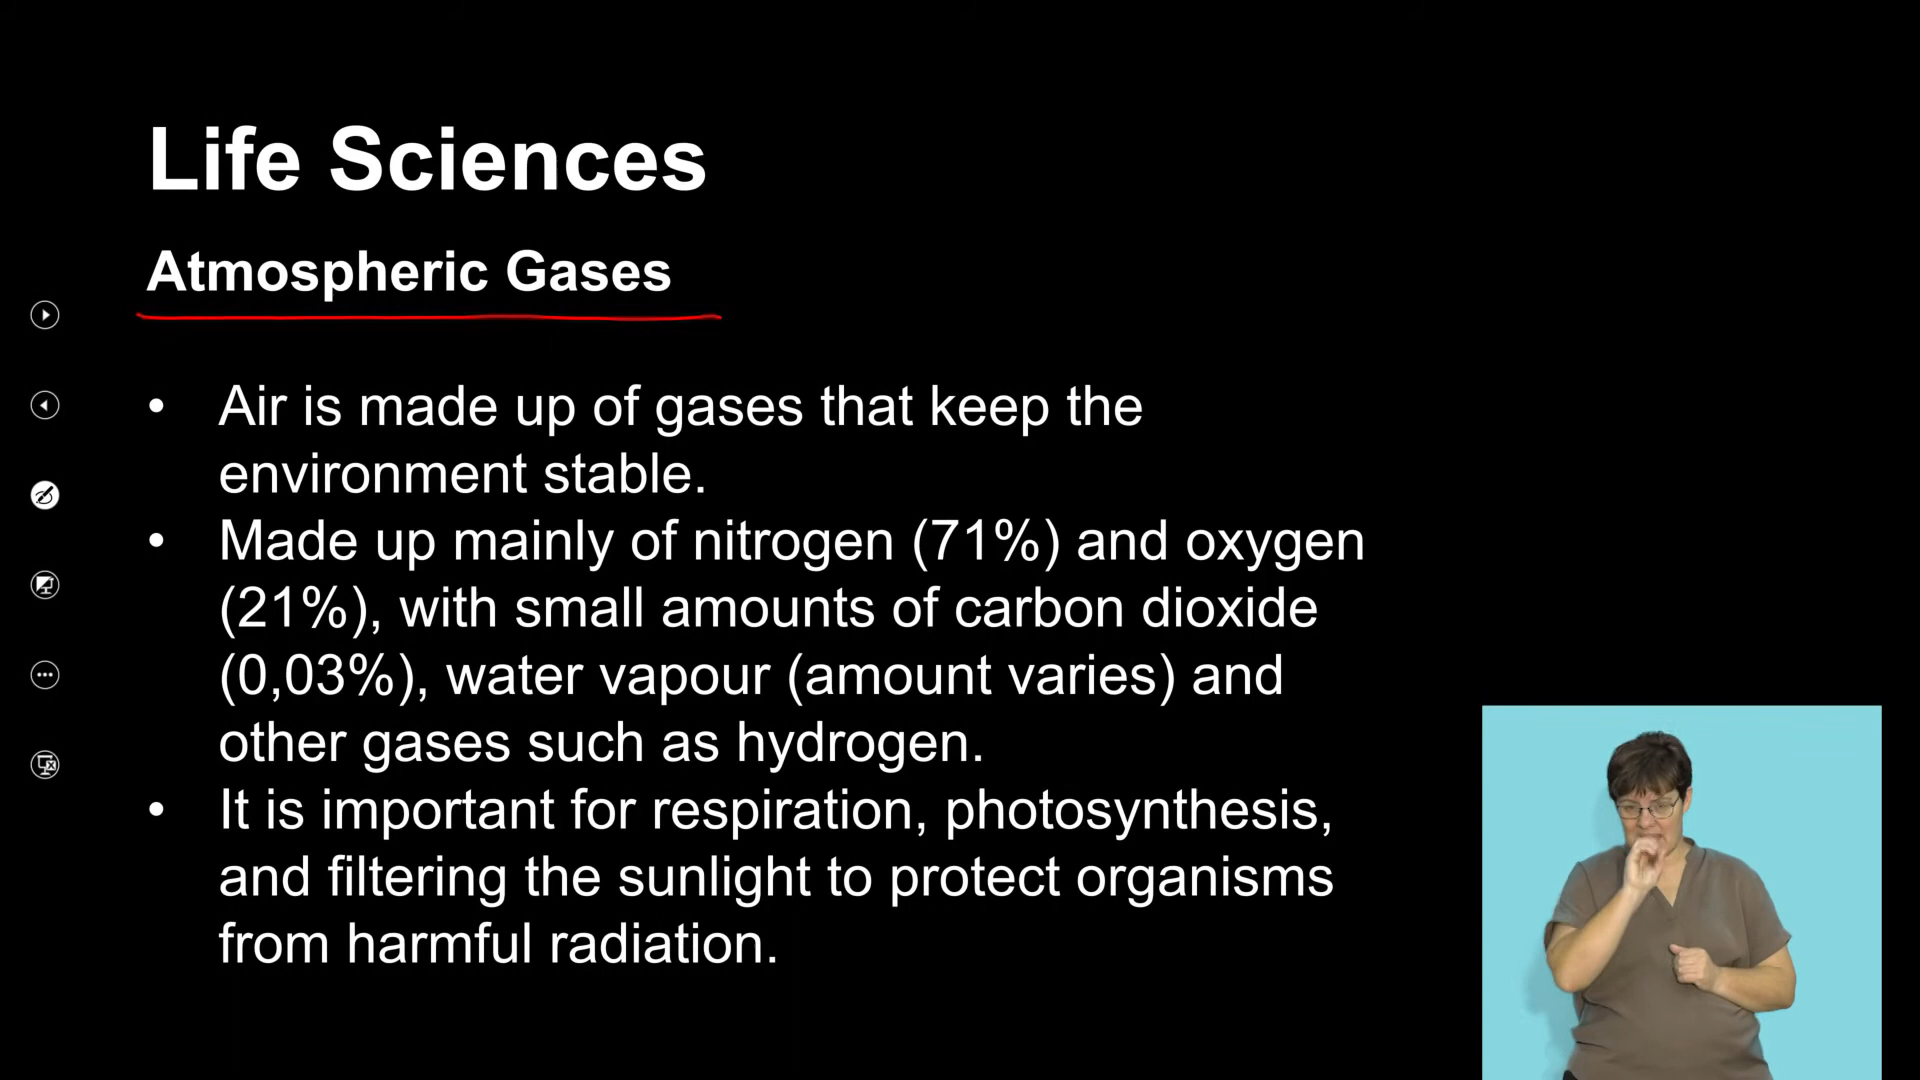 Life Sciences
Atmospheric Gases
• Air is made up of gases that keep the
environment stable.
• Made up mainly of nitrogen (71%) and oxygen
(21%), with small amounts of carbon dioxide
(0,03%), water vapour (amount varies) and
other gases such as hydrogen.
• It is important for respiration, photosynthesis,
and filtering the sunlight to protect organisms
from harmful radiation.